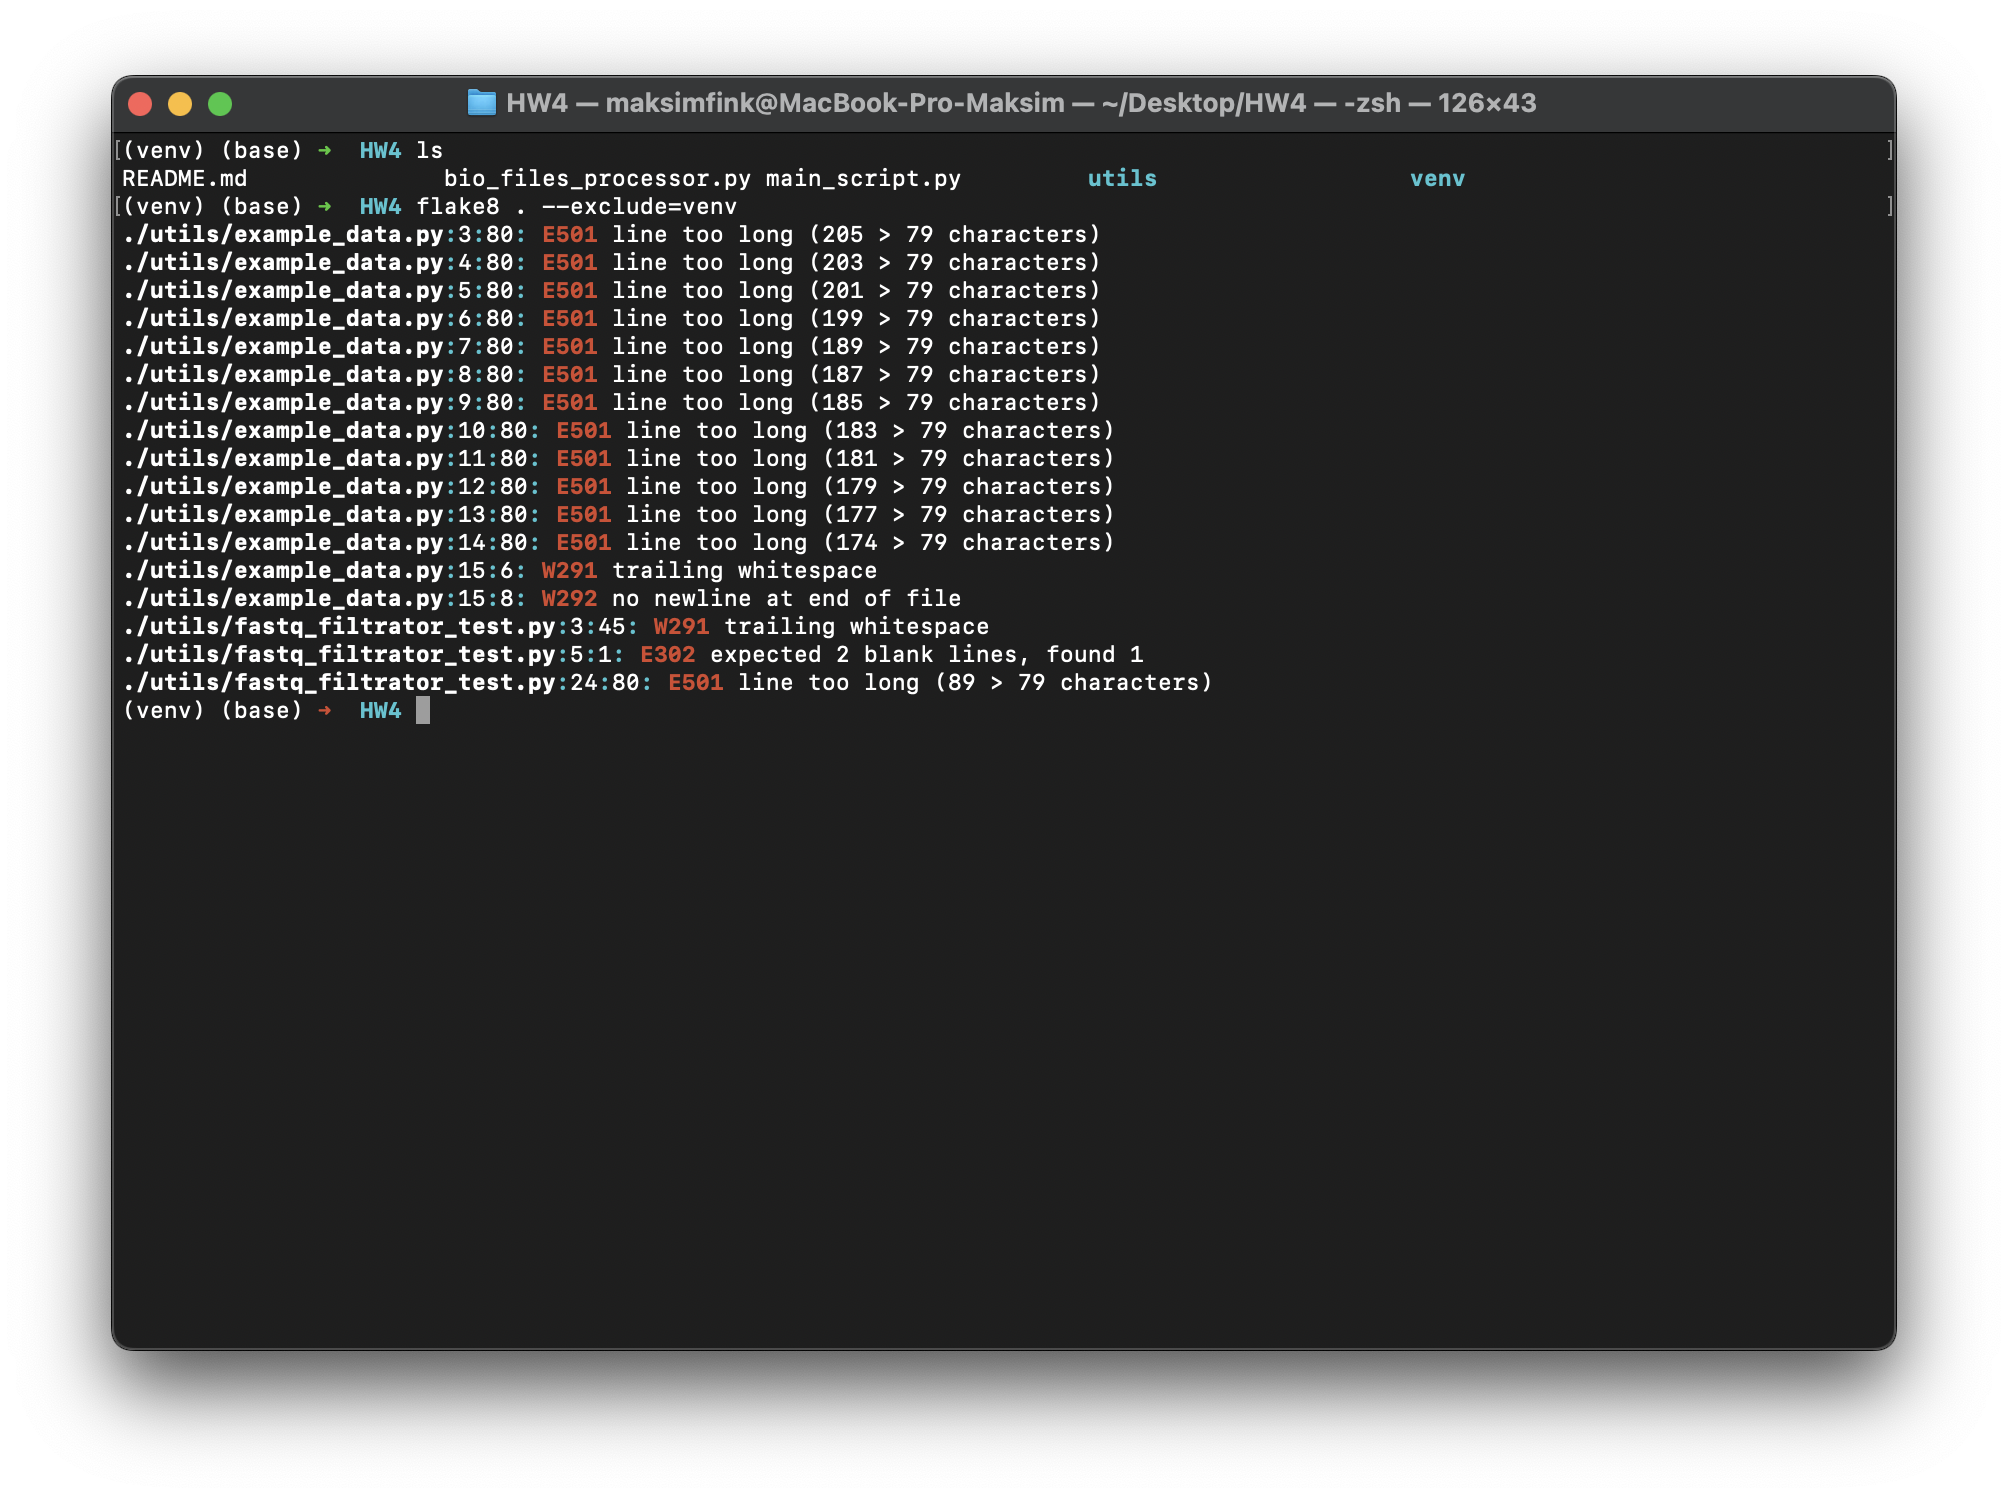 HW4 — maksimfink@MacBook-Pro-Maksim — ~/Desktop/HW4 — -zsh — 126×43
[(venv) (base) ➜  HW4 ls ]
README.md bio_files_processor.py main_script.py utils venv
[(venv) (base) ➜  HW4 flake8 . --exclude=venv ]
./utils/example_data.py:3:80: E501 line too long (205 > 79 characters)
./utils/example_data.py:4:80: E501 line too long (203 > 79 characters)
./utils/example_data.py:5:80: E501 line too long (201 > 79 characters)
./utils/example_data.py:6:80: E501 line too long (199 > 79 characters)
./utils/example_data.py:7:80: E501 line too long (189 > 79 characters)
./utils/example_data.py:8:80: E501 line too long (187 > 79 characters)
./utils/example_data.py:9:80: E501 line too long (185 > 79 characters)
./utils/example_data.py:10:80: E501 line too long (183 > 79 characters)
./utils/example_data.py:11:80: E501 line too long (181 > 79 characters)
./utils/example_data.py:12:80: E501 line too long (179 > 79 characters)
./utils/example_data.py:13:80: E501 line too long (177 > 79 characters)
./utils/example_data.py:14:80: E501 line too long (174 > 79 characters)
./utils/example_data.py:15:6: W291 trailing whitespace
./utils/example_data.py:15:8: W292 no newline at end of file
./utils/fastq_filtrator_test.py:3:45: W291 trailing whitespace
./utils/fastq_filtrator_test.py:5:1: E302 expected 2 blank lines, found 1
./utils/fastq_filtrator_test.py:24:80: E501 line too long (89 > 79 characters)
(venv) (base) ➜  HW4